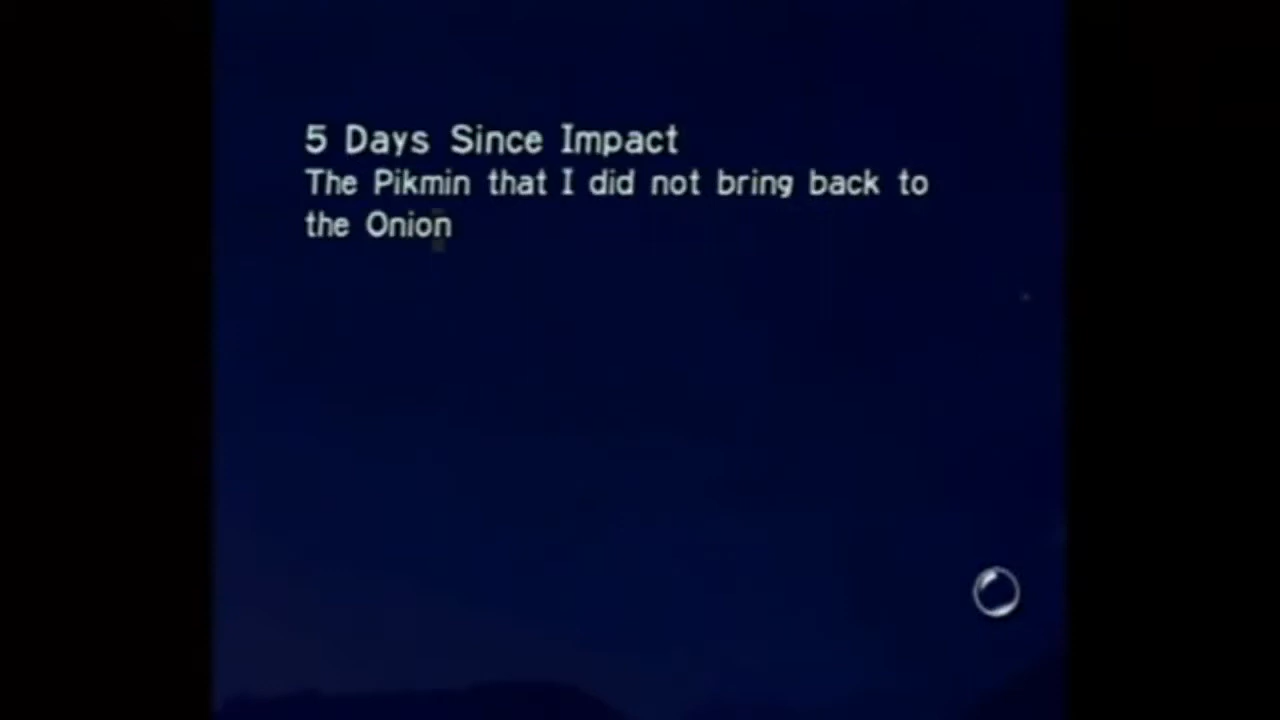 5 Days Since Impact
The Pikmin that I did not bring back to
the Onion